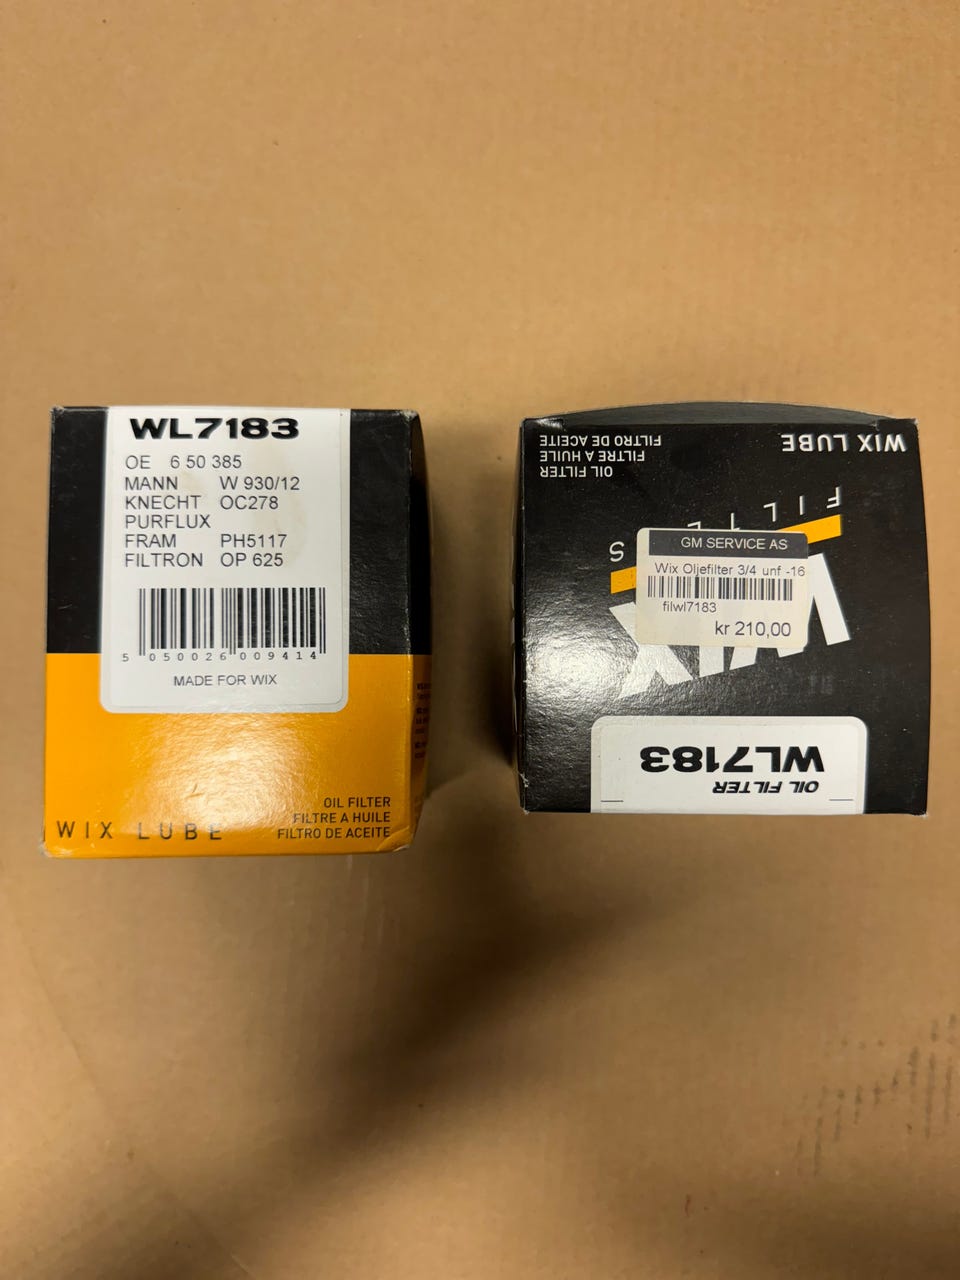 WL7183
OE 6 50 385
MANN W 930/12
KNECHT OC278
PURFLUX
FRAM PH5117
FILTRON OP 625
5 050026 009414
MADE FOR WIX
WIX LUBE
OIL FILTER
FILTRE A HUILE
FILTRO DE ACEITE
WIX LUBE
OIL FILTER
FILTRE A HUILE
FILTRO DE ACEITE
WIX
FILTERS
GM SERVICE AS
Wix Oljefilter 3/4 unf -16
filwl7183
kr 210,00
OIL FILTER
WL7183